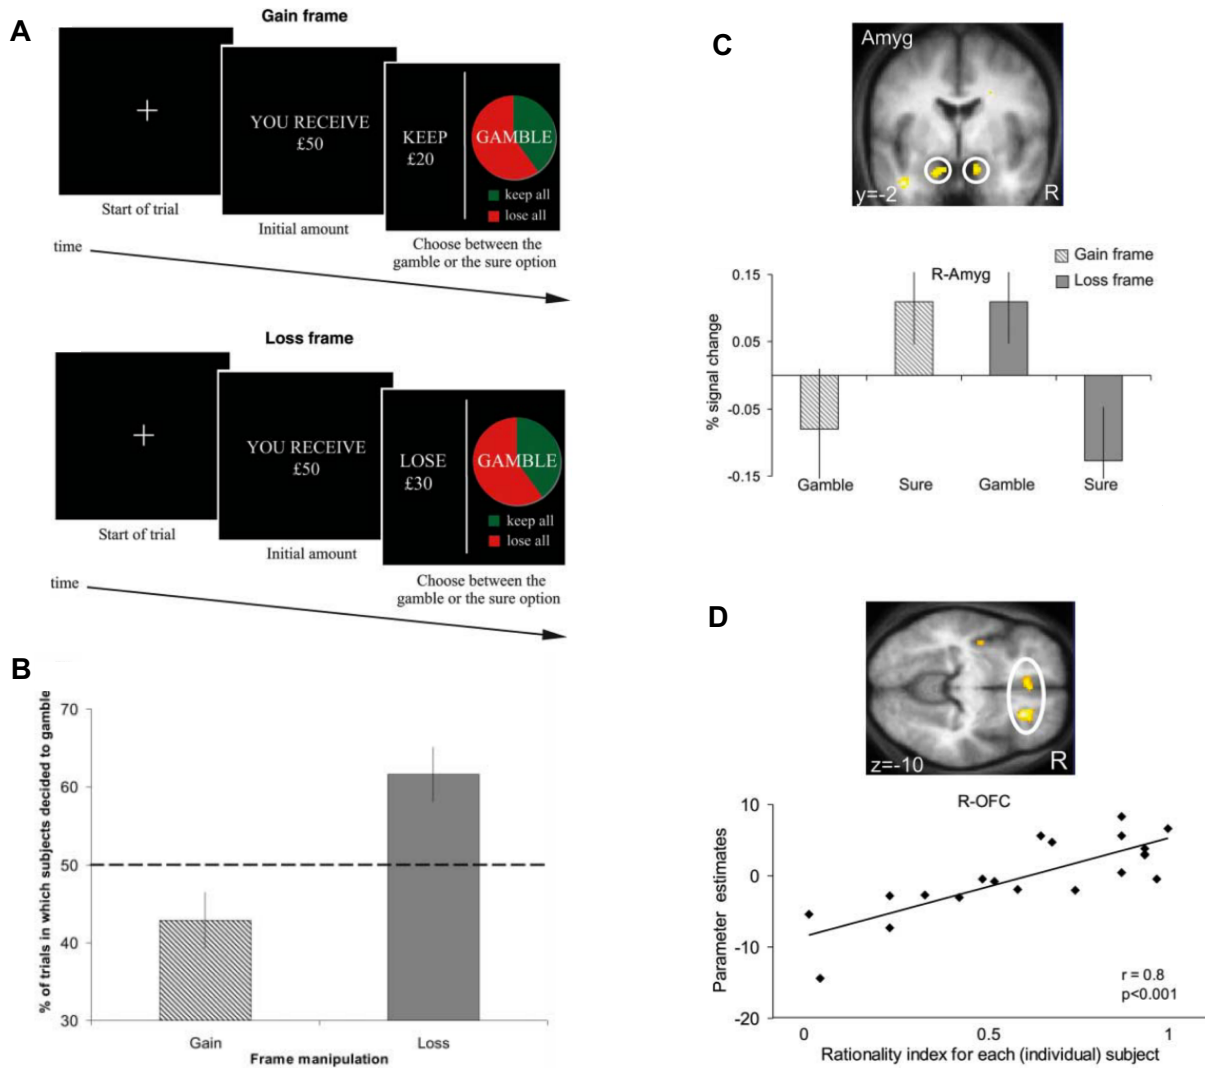 A
Gain frame
+
YOU RECEIVE
£50
KEEP
£20
GAMBLE
keep all
lose all
Start of trial
Initial amount
Choose between the
gamble or the sure option
time
Loss frame
+
YOU RECEIVE
£50
LOSE
£30
GAMBLE
keep all
lose all
Start of trial
Initial amount
Choose between the
gamble or the sure option
time
B
% of trials in which subjects decided to gamble
70
60
50
40
30
Gain
Loss
Frame manipulation
C
Amyg
y=-2
R
Gain frame
Loss frame
R-Amyg
% signal change
0.15
0.05
-0.05
-0.15
Gamble
Sure
Gamble
Sure
D
z=-10
R
R-OFC
Parameter estimates
10
0
-10
-20
r = 0.8
p<0.001
0
0.5
1
Rationality index for each (individual) subject